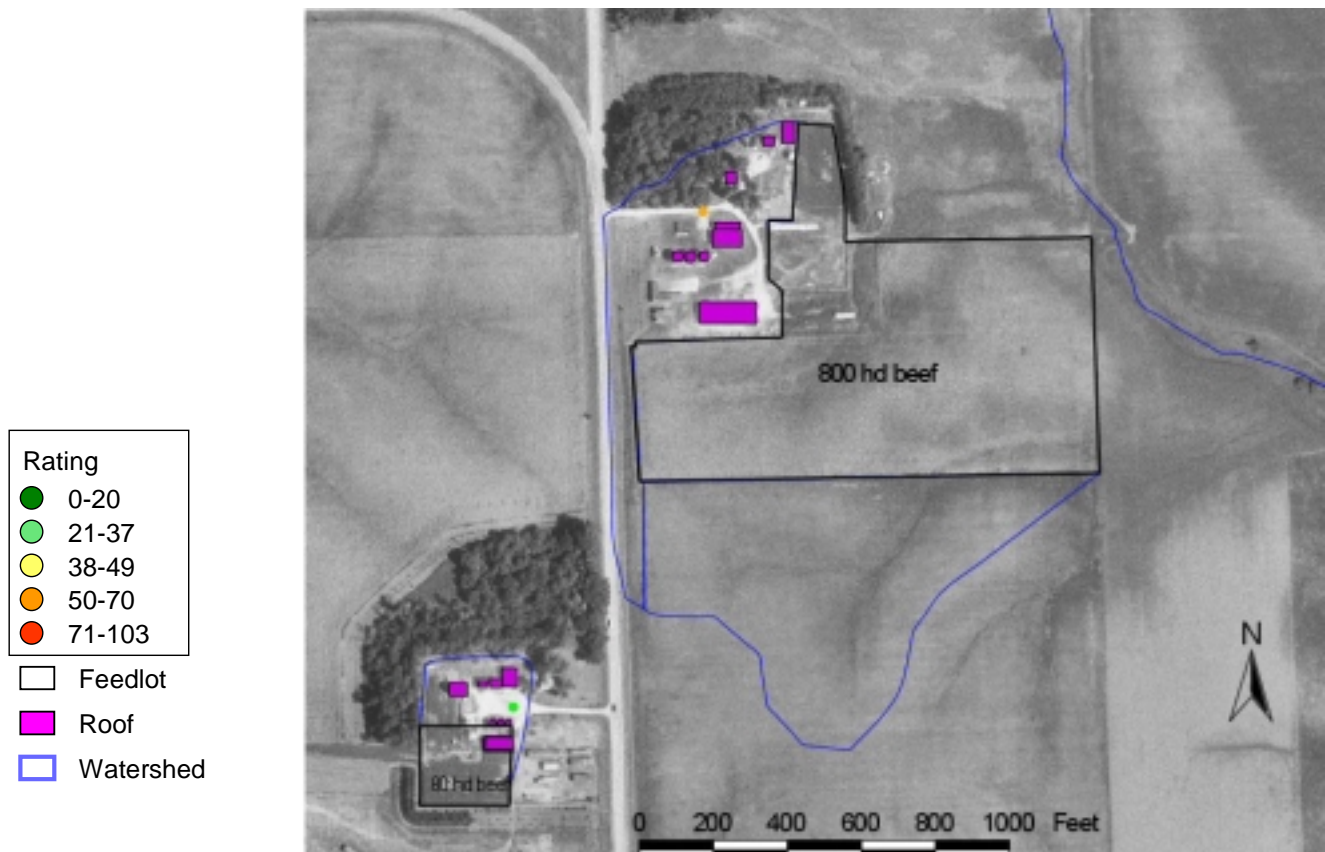 800 hd beef
Rating
0-20
21-37
38-49
50-70
71-103
Feedlot
Roof
Watershed
80 hd beef
N
0 200 400 600 800 1000 Feet